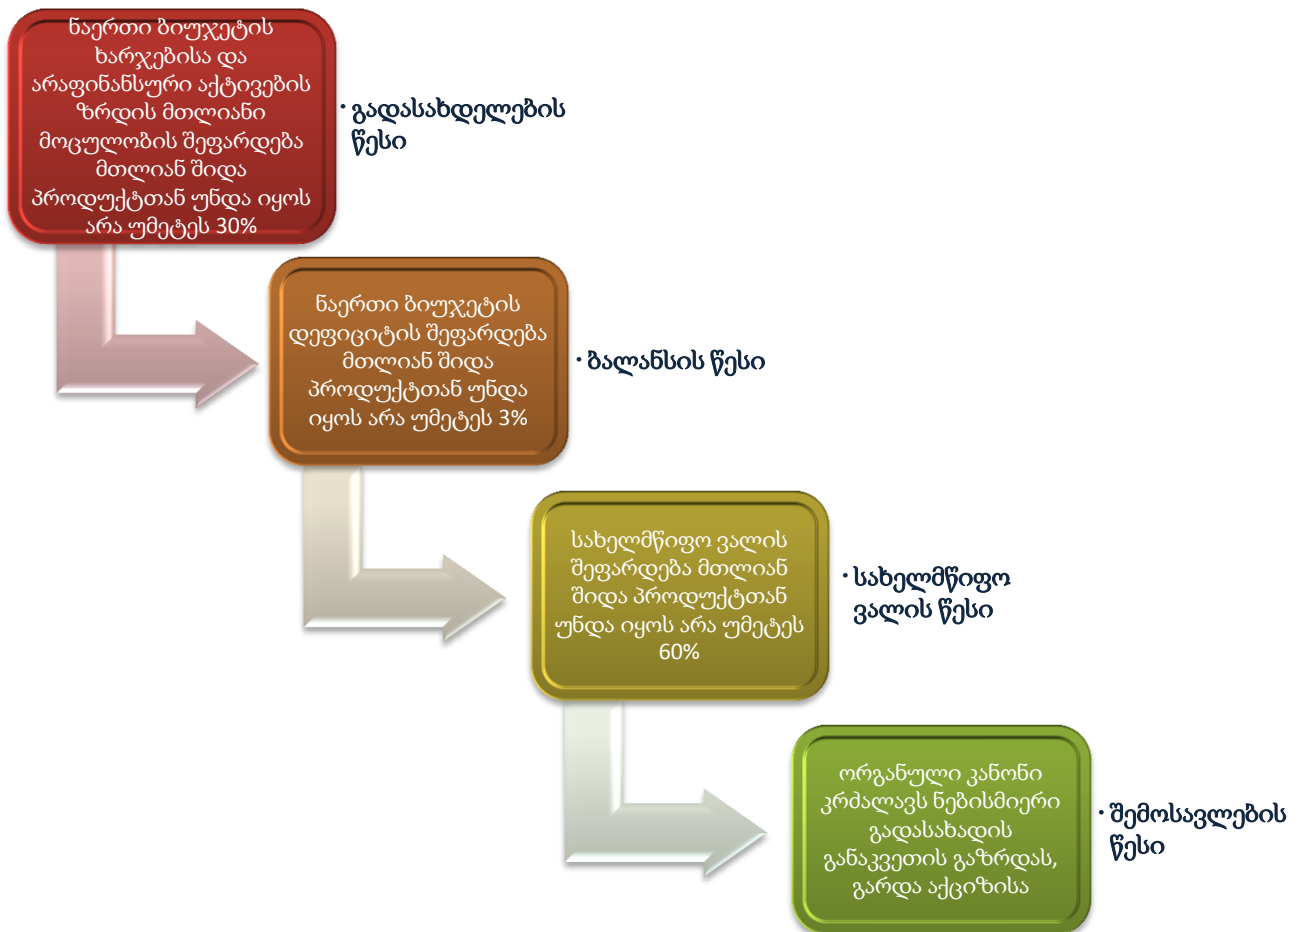 ნაერთი ბიუჯეტის
ხარჯებისა და
არაფინანსური აქტივების
ზრდის მთლიანი
მოცულობის შეფარდება
მთლიან შიდა
პროდუქტთან უნდა იყოს
არა უმეტეს 30%
· გადასახდელების
წესი
ნაერთი ბიუჯეტის
დეფიციტის შეფარდება
მთლიან შიდა
პროდუქტთან უნდა
იყოს არა უმეტეს 3%
· ბალანსის წესი
სახელმწიფო ვალის
შეფარდება მთლიან
შიდა პროდუქტთან
უნდა იყოს არა უმეტეს
60%
· სახელმწიფო
ვალის წესი
ორგანული კანონი
კრძალავს ნებისმიერი
გადასახადის
განაკვეთის გაზრდას,
გარდა აქციზისა
· შემოსავლების
წესი